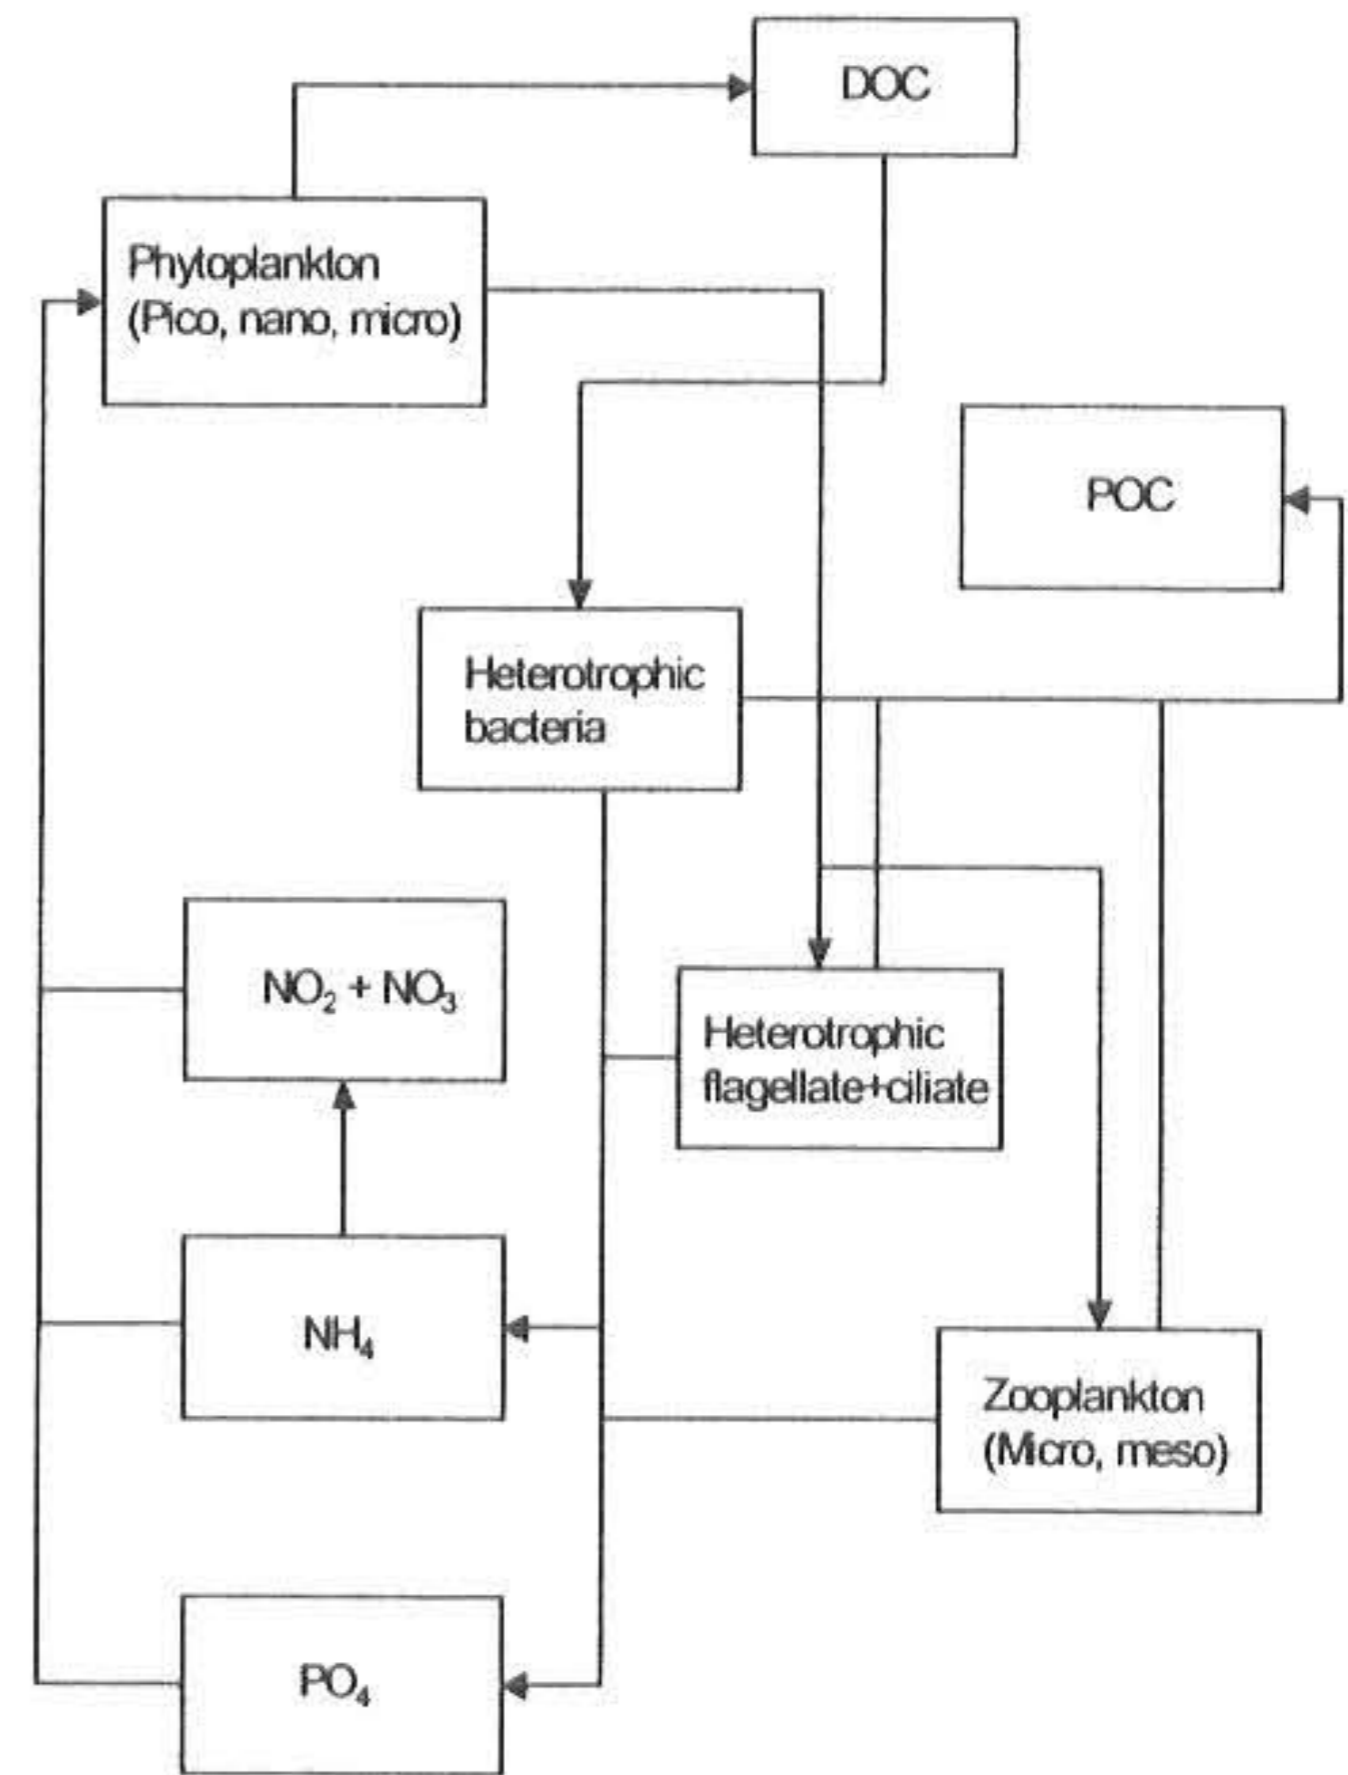 DOC
Phytoplankton
(Pico, nano, micro)
POC
Heterotrophic
bacteria
NO₂ + NO₃
Heterotrophic
flagellate+ciliate
NH₄
Zooplankton
(Micro, meso)
PO₄